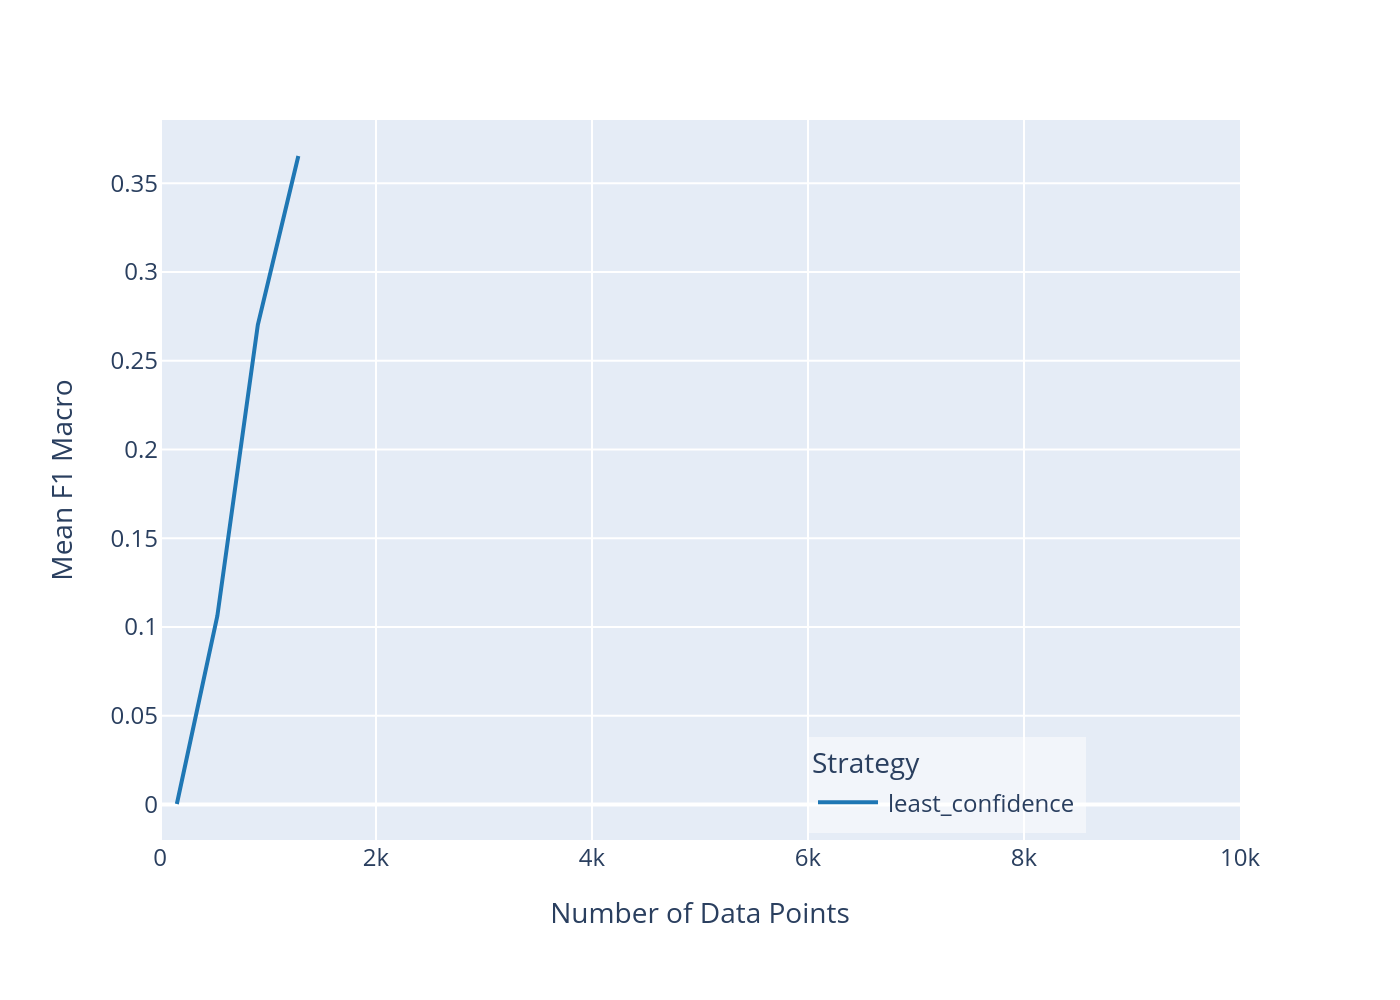 0.35
0.3
0.25
0.2
0.15
0.1
0.05
0
Mean F1 Macro
Strategy
least_confidence
0 2k 4k 6k 8k 10k
Number of Data Points